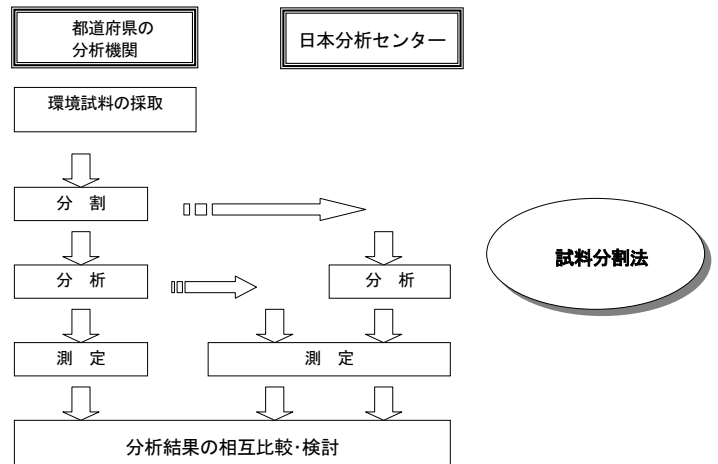 都道府県の
分析機関
日本分析センター
環境試料の採取
分　割
試料分割法
分　析
分　析
測　定
測　定
分析結果の相互比較･検討